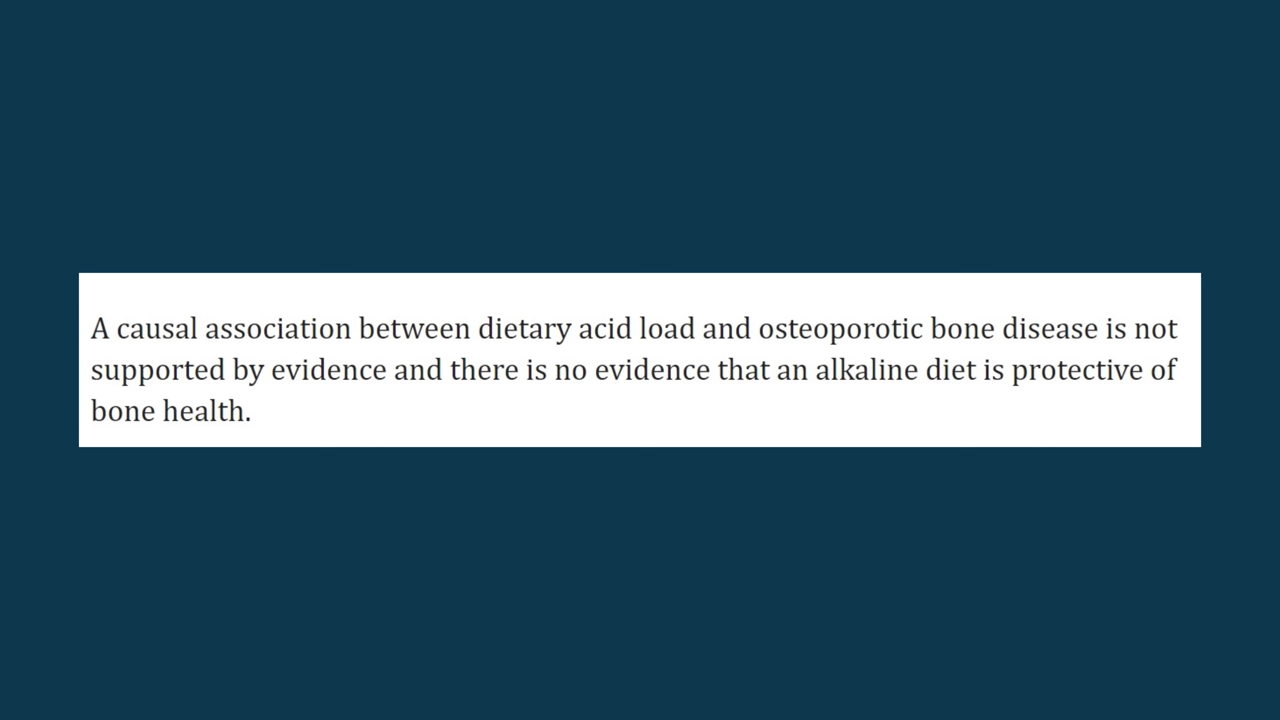 A causal association between dietary acid load and osteoporotic bone disease is not
supported by evidence and there is no evidence that an alkaline diet is protective of
bone health.